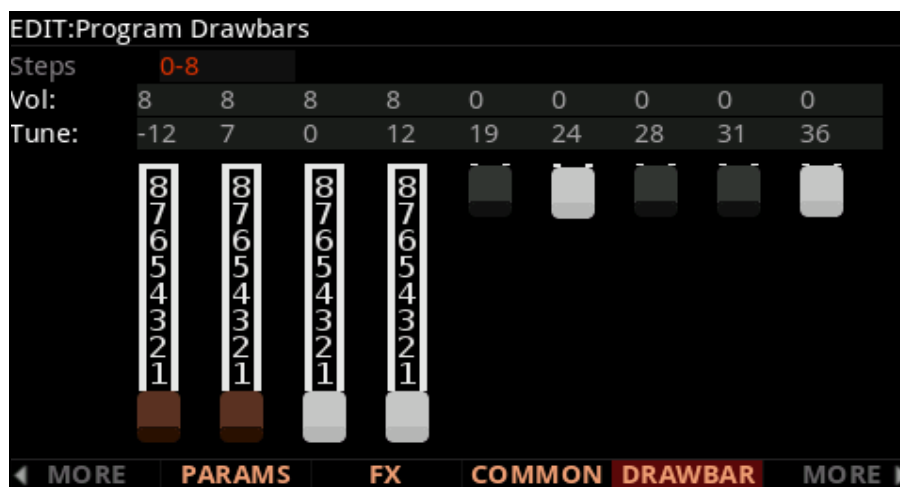 EDIT:Program Drawbars
Steps 0-8
Vol: 8 8 8 8 0 0 0 0 0
Tune: -12 7 0 12 19 24 28 31 36
8 8 8 8
7 7 7 7
6 6 6 6
5 5 5 5
4 4 4 4
3 3 3 3
2 2 2 2
1 1 1 1
MORE PARAMS FX COMMON DRAWBAR MORE